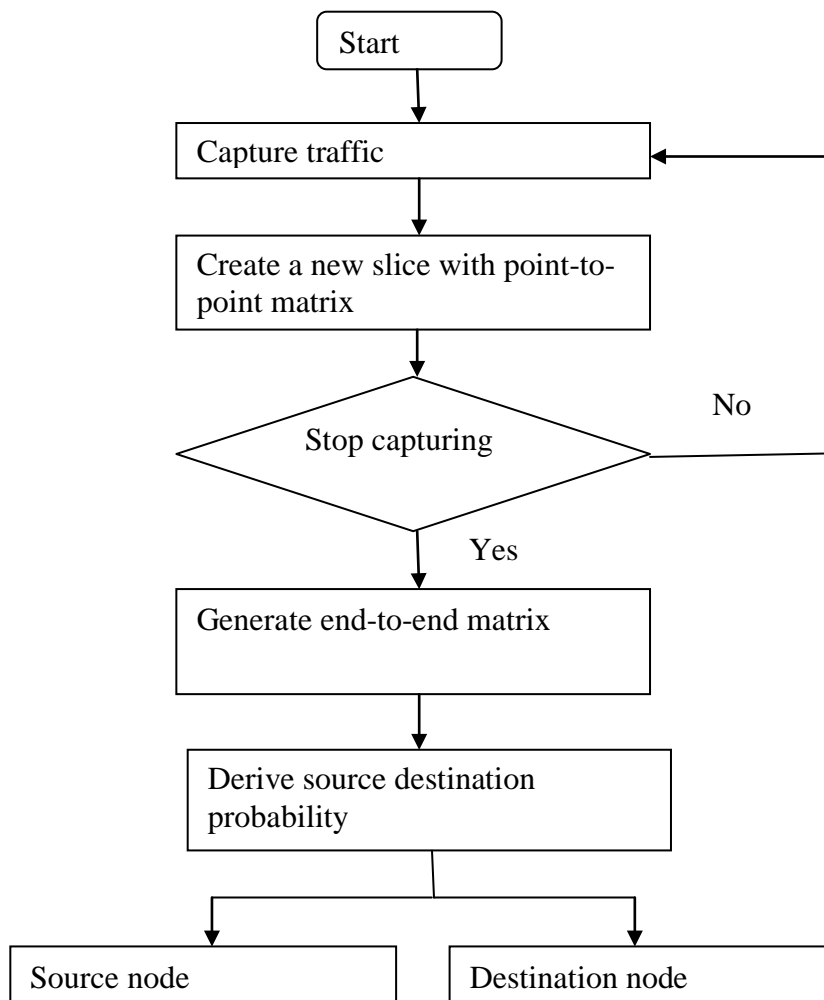 Start
Capture traffic
Create a new slice with point-to-
point matrix
Stop capturing
No
Yes
Generate end-to-end matrix
Derive source destination
probability
Source node
Destination node